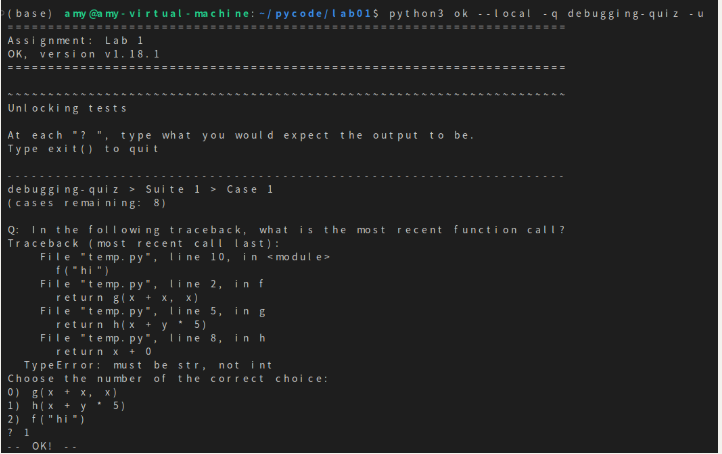 (base) amy@amy-virtual-machine:~/pycode/lab01$ python3 ok --local -q debugging-quiz -u
=====================================================================
Assignment: Lab 1
OK, version v1.18.1
=====================================================================
~~~~~~~~~~~~~~~~~~~~~~~~~~~~~~~~~~~~~~~~~~~~~~~~~~~~~~~~~~~~~~~~~~~~~
Unlocking tests
At each "? ", type what you would expect the output to be.
Type exit() to quit
---------------------------------------------------------------------
debugging-quiz > Suite 1 > Case 1
(cases remaining: 8)
Q: In the following traceback, what is the most recent function call?
Traceback (most recent call last):
    File "temp.py", line 10, in <module>
      f("hi")
    File "temp.py", line 2, in f
      return g(x + x, x)
    File "temp.py", line 5, in g
      return h(x + y * 5)
    File "temp.py", line 8, in h
      return x + 0
  TypeError: must be str, not int
Choose the number of the correct choice:
0) g(x + x, x)
1) h(x + y * 5)
2) f("hi")
? 1
-- OK! --